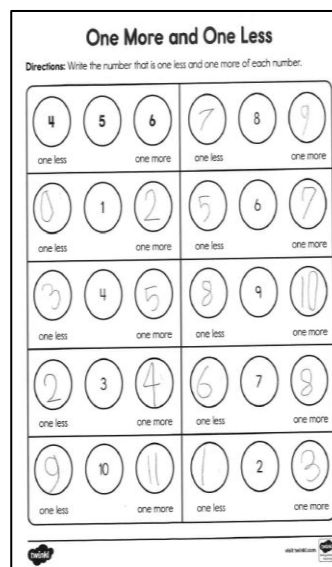 One More and One Less
Directions: Write the number that is one less and one more of each number.
4 5 6 7 8 9
one less one more one less one more
0 1 2 5 6 7
one less one more one less one more
3 4 5 8 9 10
one less one more one less one more
2 3 4 6 7 8
one less one more one less one more
9 10 11 1 2 3
one less one more one less one more
twinkl visit twinkl.com twinkl